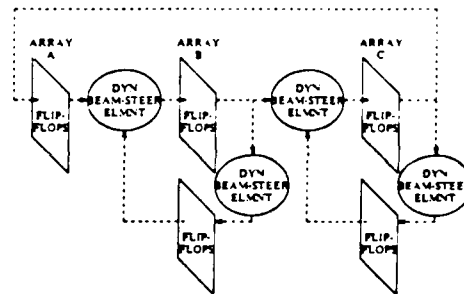 ARRAY
A
ARRAY
B
ARRAY
C
FLIP-
FLOPS
DYN
BEAM-STEER
ELMNT
FLIP-
FLOPS
DYN
BEAM-STEER
ELMNT
FLIP-
FLOPS
DYN
BEAM-STEER
ELMNT
DYN
BEAM-STEER
ELMNT
FLIP-
FLOPS
FLIP-
FLOPS